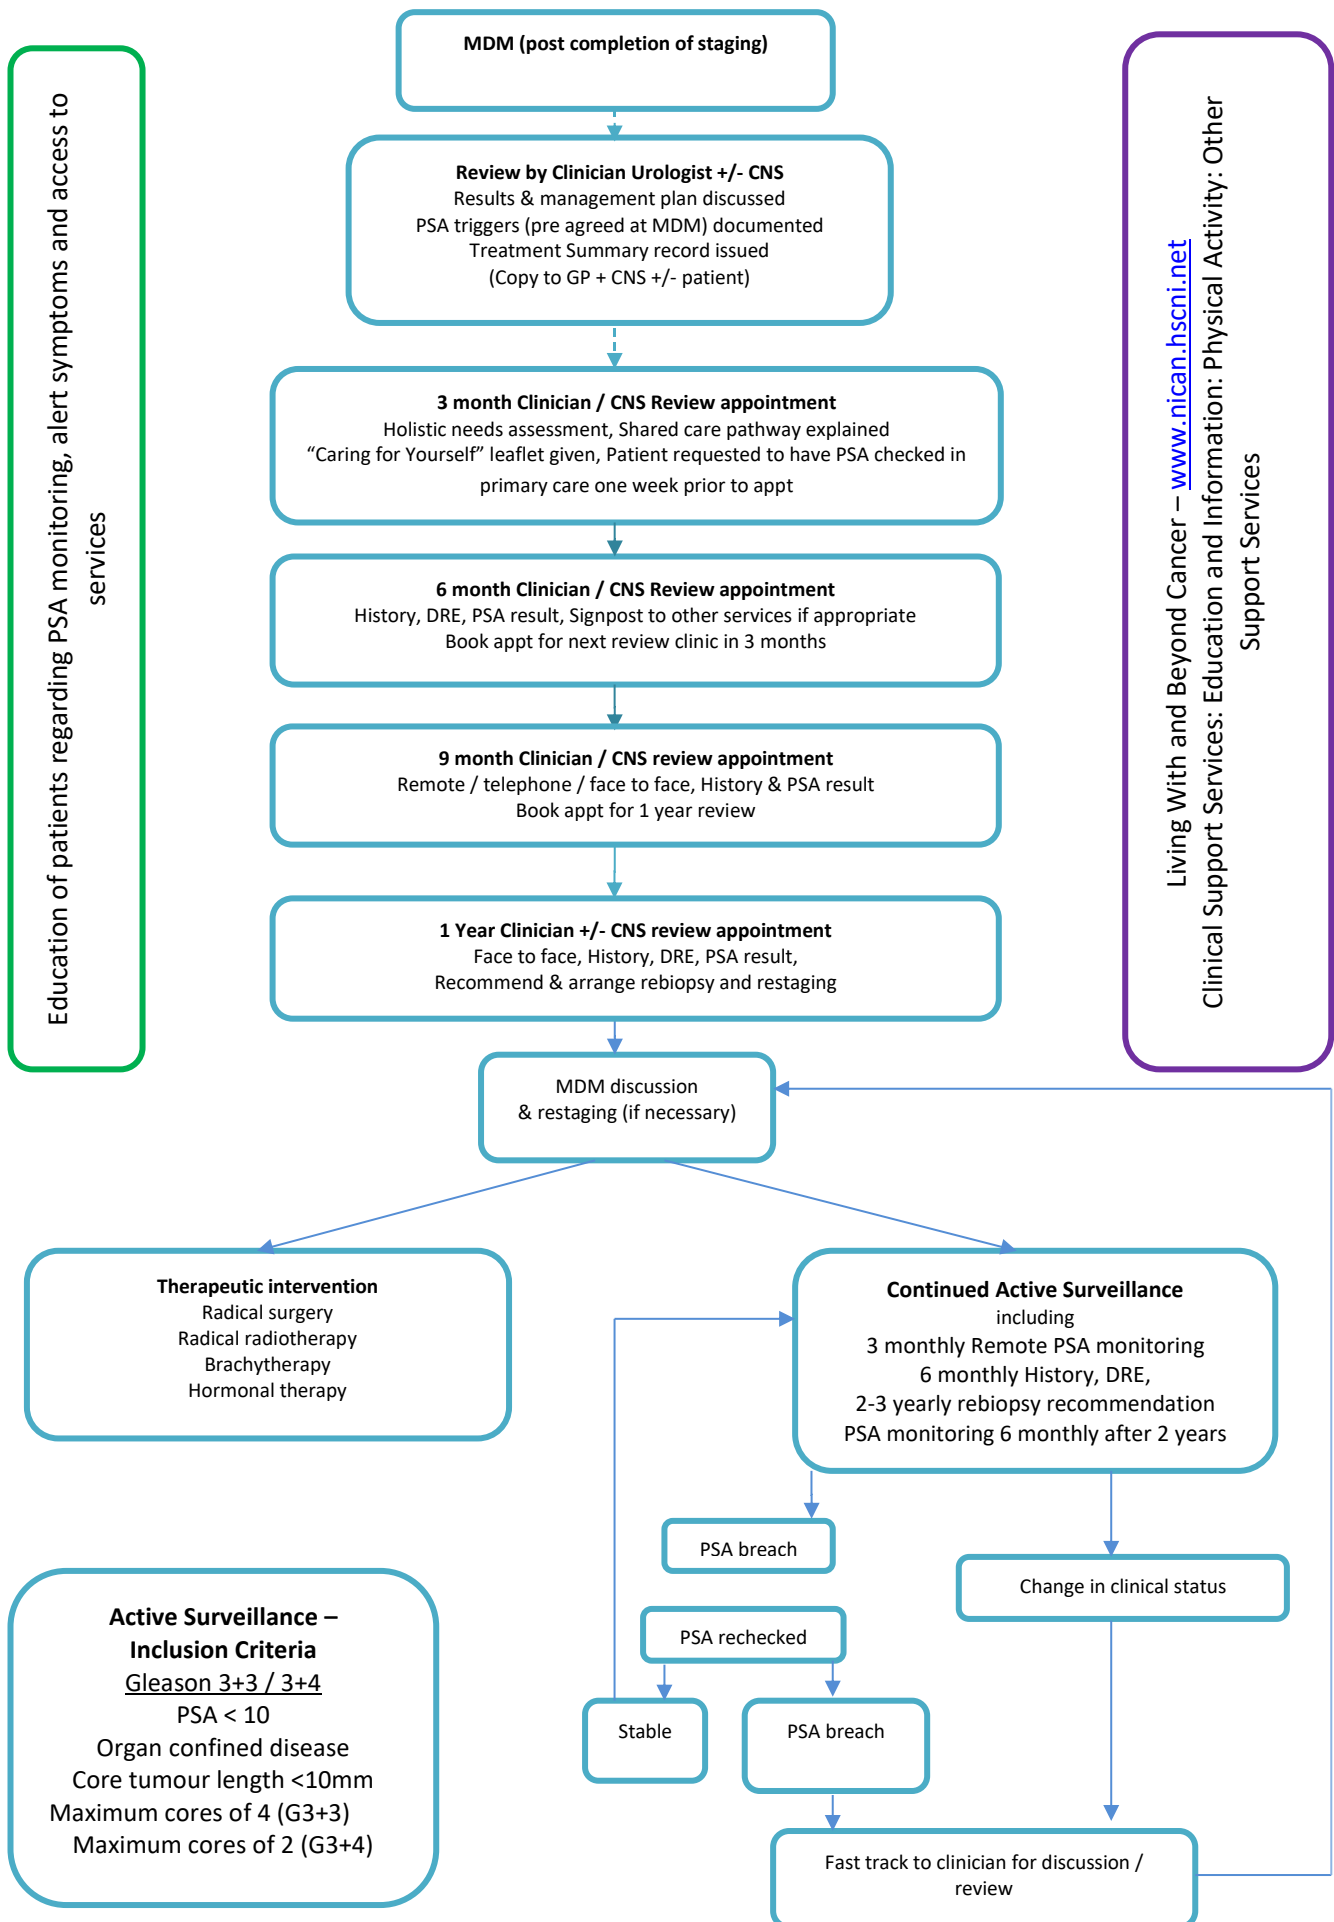 MDM (post completion of staging)
Education of patients regarding PSA monitoring, alert symptoms and access to
services
Living With and Beyond Cancer – www.nican.hscni.net
Clinical Support Services: Education and Information: Physical Activity: Other
Support Services
Review by Clinician Urologist +/- CNS
Results & management plan discussed
PSA triggers (pre agreed at MDM) documented
Treatment Summary record issued
(Copy to GP + CNS +/- patient)
3 month Clinician / CNS Review appointment
Holistic needs assessment, Shared care pathway explained
“Caring for Yourself” leaflet given, Patient requested to have PSA checked in
primary care one week prior to appt
6 month Clinician / CNS Review appointment
History, DRE, PSA result, Signpost to other services if appropriate
Book appt for next review clinic in 3 months
9 month Clinician / CNS review appointment
Remote / telephone / face to face, History & PSA result
Book appt for 1 year review
1 Year Clinician +/- CNS review appointment
Face to face, History, DRE, PSA result,
Recommend & arrange rebiopsy and restaging
MDM discussion
& restaging (if necessary)
Therapeutic intervention
Radical surgery
Radical radiotherapy
Brachytherapy
Hormonal therapy
Continued Active Surveillance
including
3 monthly Remote PSA monitoring
6 monthly History, DRE,
2-3 yearly rebiopsy recommendation
PSA monitoring 6 monthly after 2 years
PSA breach
Change in clinical status
PSA rechecked
Stable
PSA breach
Fast track to clinician for discussion /
review
Active Surveillance –
Inclusion Criteria
Gleason 3+3 / 3+4
PSA < 10
Organ confined disease
Core tumour length <10mm
Maximum cores of 4 (G3+3)
Maximum cores of 2 (G3+4)